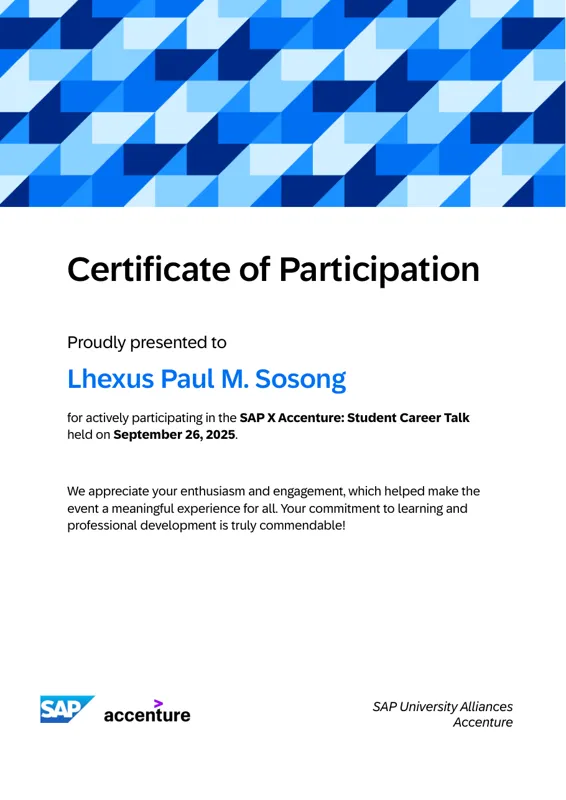 Certificate of Participation
Proudly presented to
Lhexus Paul M. Sosong
for actively participating in the SAP X Accenture: Student Career Talk
held on September 26, 2025.
We appreciate your enthusiasm and engagement, which helped make the
event a meaningful experience for all. Your commitment to learning and
professional development is truly commendable!
SAP
accenture
SAP University Alliances
Accenture